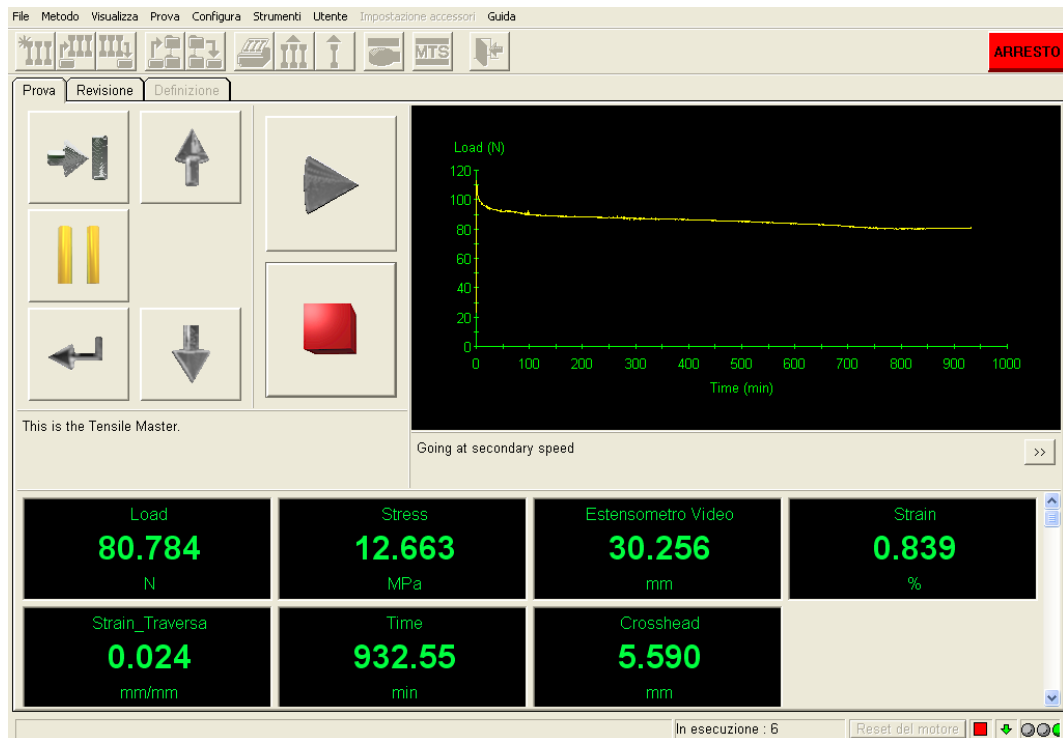 File Metodo Visualizza Prova Configura Strumenti Utente Impostazione accessori Guida
MTS
ARRESTO
Prova Revisione Definizione
Load (N)
120
100
80
60
40
20
0
0 100 200 300 400 500 600 700 800 900 1000
Time (min)
This is the Tensile Master.
Going at secondary speed
>>
Load
80.784
N
Stress
12.663
MPa
Estensometro Video
30.256
mm
Strain
0.839
%
Strain_Traversa
0.024
mm/mm
Time
932.55
min
Crosshead
5.590
mm
In esecuzione : 6
Reset del motore